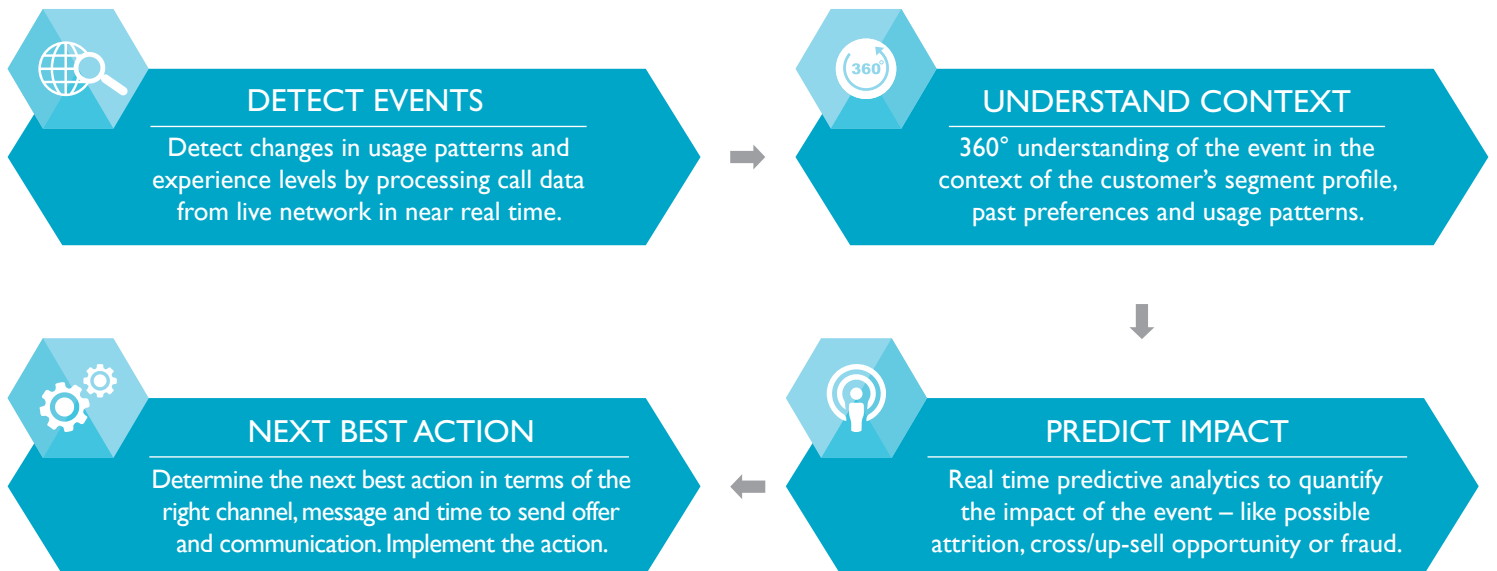 DETECT EVENTS
Detect changes in usage patterns and
experience levels by processing call data
from live network in near real time.
360°
UNDERSTAND CONTEXT
360° understanding of the event in the
context of the customer’s segment profile,
past preferences and usage patterns.
PREDICT IMPACT
Real time predictive analytics to quantify
the impact of the event – like possible
attrition, cross/up-sell opportunity or fraud.
NEXT BEST ACTION
Determine the next best action in terms of the
right channel, message and time to send offer
and communication. Implement the action.